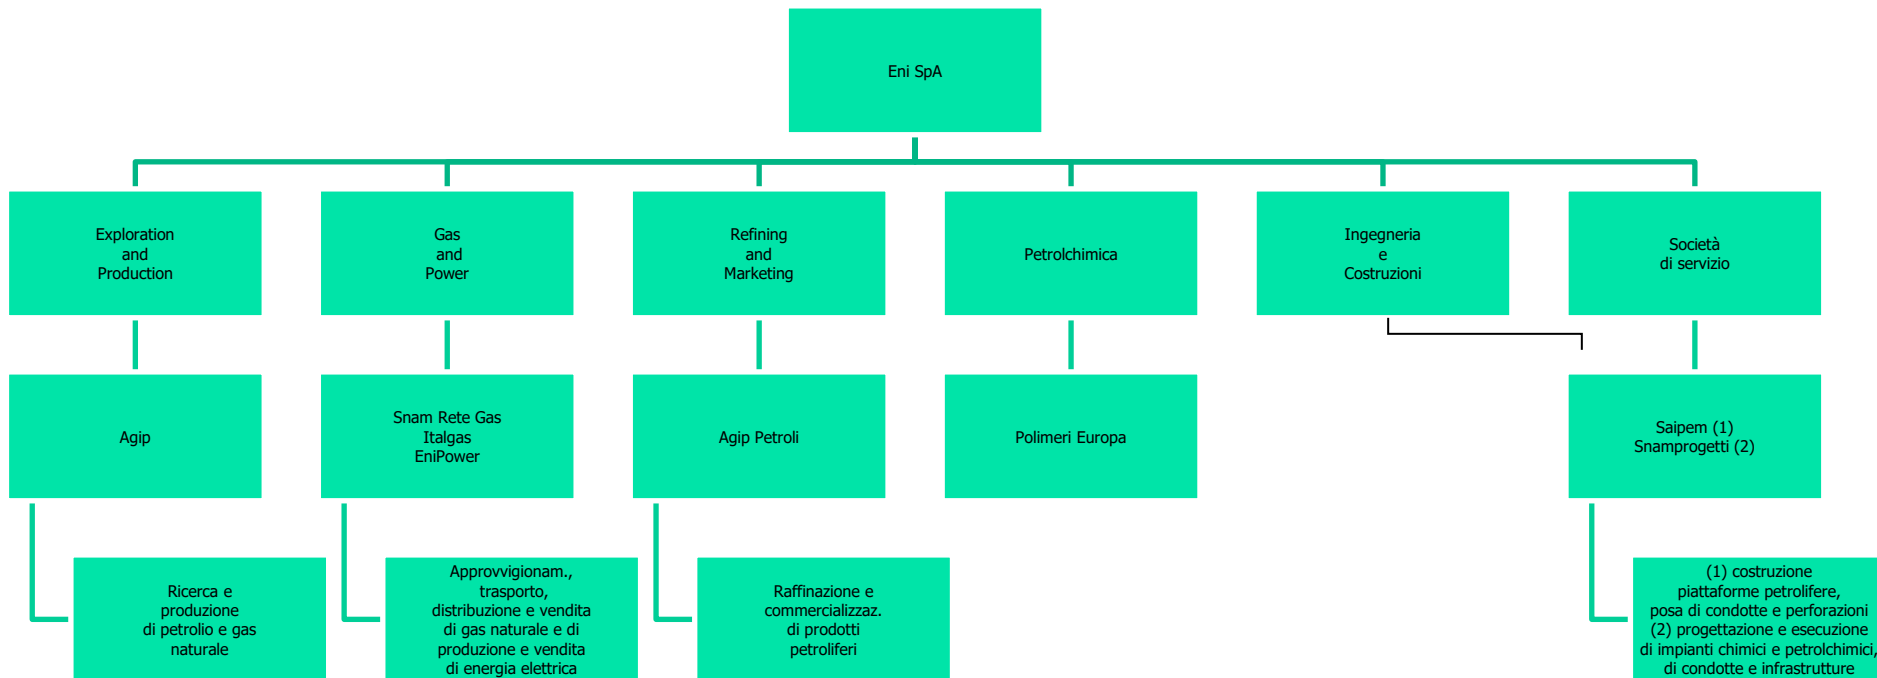 Eni SpA
Exploration
and
Production
Gas
and
Power
Refining
and
Marketing
Petrolchimica
Ingegneria
e
Costruzioni
Società
di servizio
Agip
Snam Rete Gas
Italgas
EniPower
Agip Petroli
Polimeri Europa
Saipem (1)
Snamprogetti (2)
Ricerca e
produzione
di petrolio e gas
naturale
Approvvigionam.,
trasporto,
distribuzione e vendita
di gas naturale e di
produzione e vendita
di energia elettrica
Raffinazione e
commercializzaz.
di prodotti
petroliferi
(1) costruzione
piattaforme petrolifere,
posa di condotte e perforazioni
(2) progettazione e esecuzione
di impianti chimici e petrolchimici,
di condotte e infrastrutture